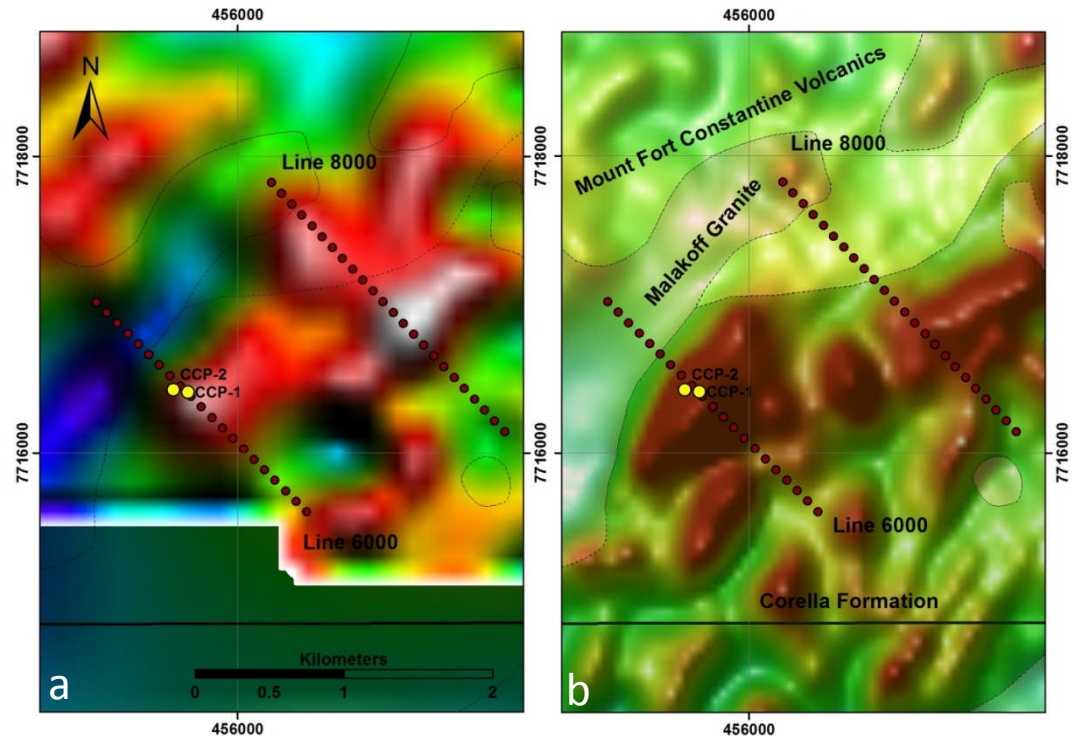 456000
456000
N
7718000
Line 8000
CCP-2
CCP-1
7716000
Line 6000
Kilometers
0 0.5 1 2
a
456000
Mount Fort Constantine Volcanics
Line 8000
7718000
Malakoff Granite
CCP-2
CCP-1
7716000
Line 6000
Corella Formation
b
456000